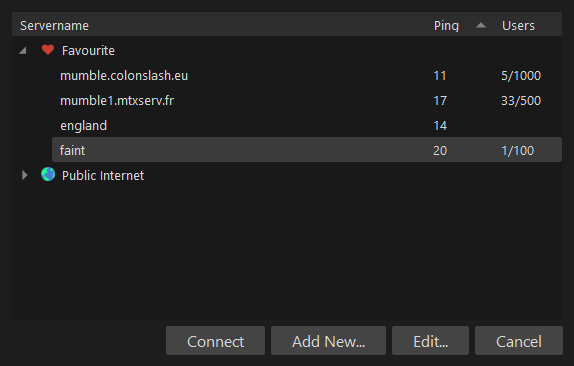 Servername Ping Users
Favourite
mumble.colonslash.eu 11 5/1000
mumble1.mtxserv.fr 17 33/500
england 14
faint 20 1/100
Public Internet
Connect Add New... Edit... Cancel